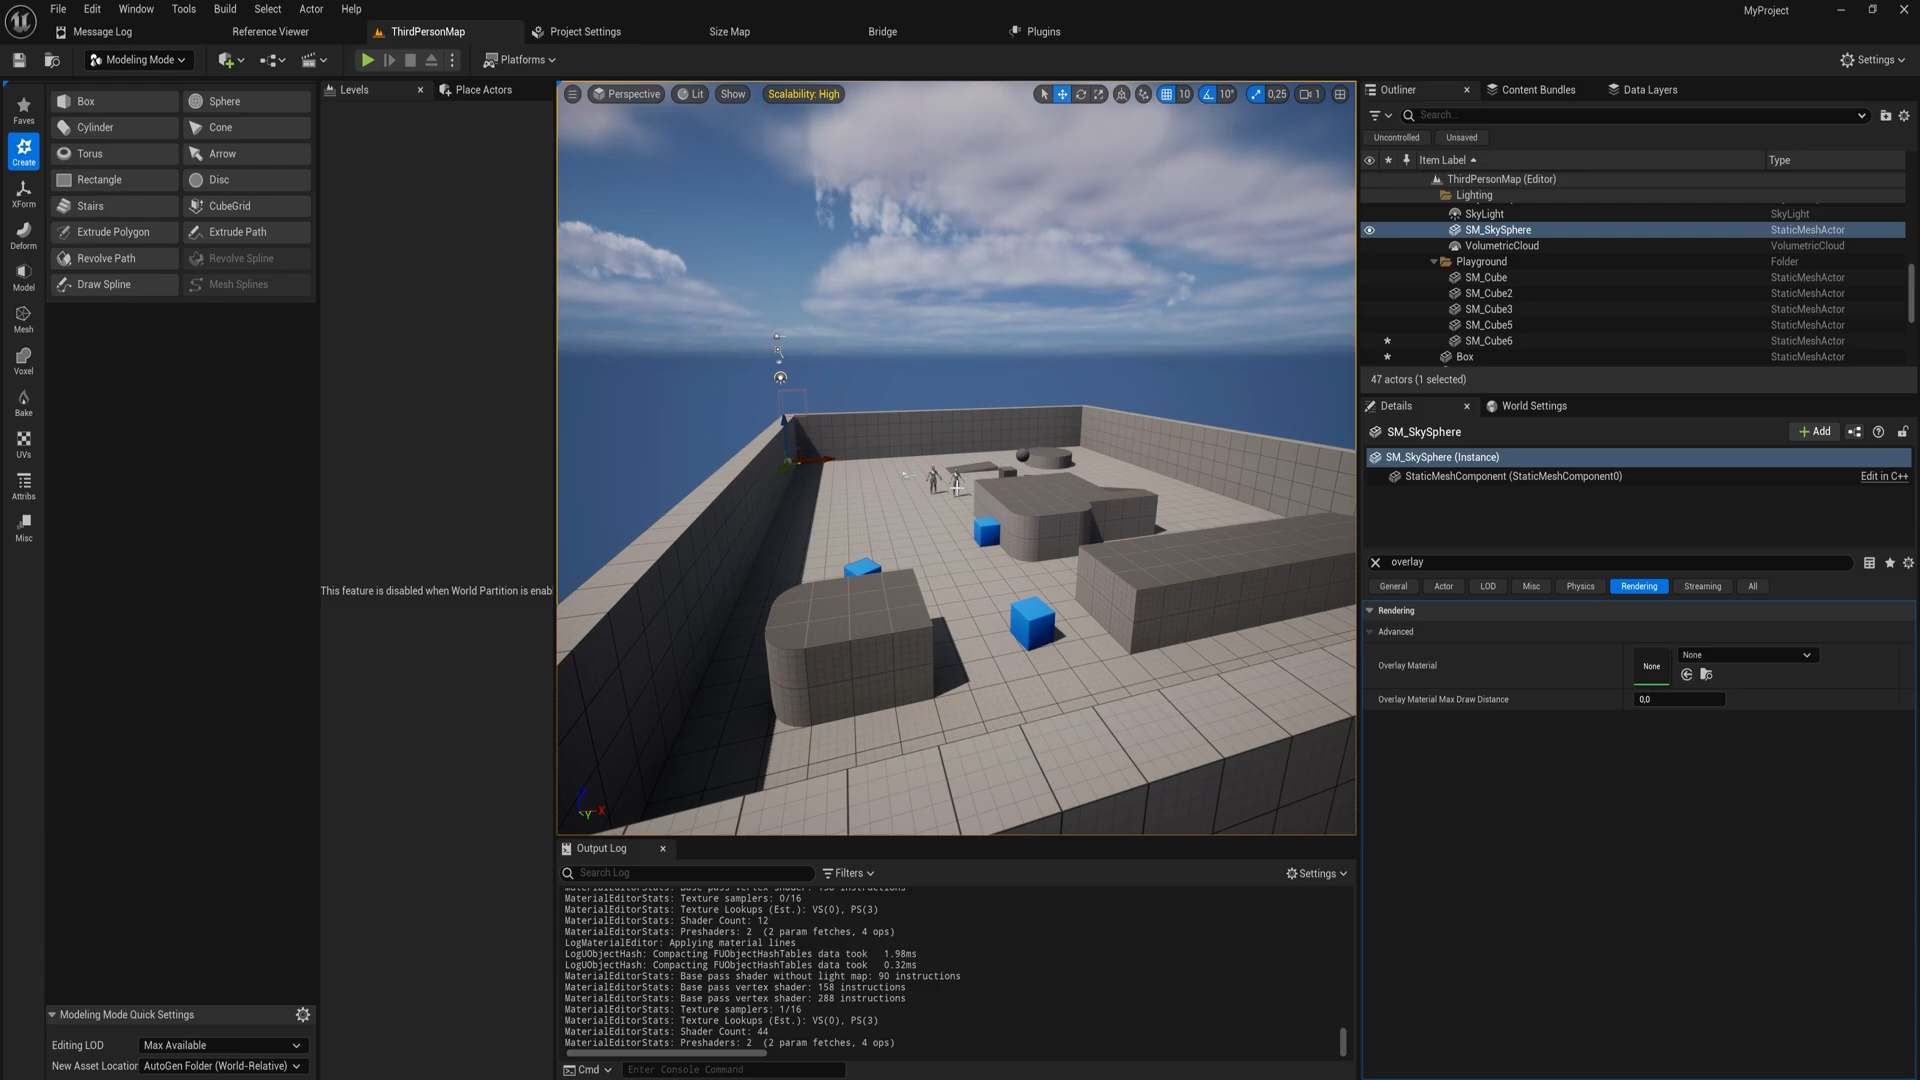 File Edit Window Tools Build Select Actor Help
MyProject
Message Log
Reference Viewer
ThirdPersonMap
Project Settings
Size Map
Bridge
Plugins
Modeling Mode
Platforms
Settings
Faves
Create
XForm
Deform
Model
Mesh
Voxel
Bake
UVs
Attribs
Misc
Box
Sphere
Cylinder
Cone
Torus
Arrow
Rectangle
Disc
Stairs
CubeGrid
Extrude Polygon
Extrude Path
Revolve Path
Revolve Spline
Draw Spline
Mesh Splines
Modeling Mode Quick Settings
Editing LOD
Max Available
New Asset Location
AutoGen Folder (World-Relative)
Levels
Place Actors
This feature is disabled when World Partition is enab
Perspective
Lit
Show
Scalability: High
10
10°
0,25
1
X
Y
Output Log
Search Log
Filters
Settings
MaterialEditorStats: Texture samplers: 0/16
MaterialEditorStats: Texture Lookups (Est.): VS(0), PS(3)
MaterialEditorStats: Shader Count: 12
MaterialEditorStats: Preshaders: 2 (2 param fetches, 4 ops)
LogMaterialEditor: Applying material lines
LogUObjectHash: Compacting FUObjectHashTables data took 1.98ms
LogUObjectHash: Compacting FUObjectHashTables data took 0.32ms
MaterialEditorStats: Base pass shader without light map: 90 instructions
MaterialEditorStats: Base pass shader: 158 instructions
MaterialEditorStats: Base pass vertex shader: 288 instructions
MaterialEditorStats: Texture samplers: 1/16
MaterialEditorStats: Texture Lookups (Est.): VS(0), PS(3)
MaterialEditorStats: Shader Count: 44
MaterialEditorStats: Preshaders: 2 (2 param fetches, 4 ops)
Cmd
Enter Console Command
Outliner
Content Bundles
Data Layers
Search...
Uncontrolled
Unsaved
Item Label
Type
ThirdPersonMap (Editor)
Lighting
SkyLight SkyLight
SM_SkySphere StaticMeshActor
VolumetricCloud VolumetricCloud
Playground Folder
SM_Cube StaticMeshActor
SM_Cube2 StaticMeshActor
SM_Cube3 StaticMeshActor
SM_Cube5 StaticMeshActor
SM_Cube6 StaticMeshActor
Box StaticMeshActor
47 actors (1 selected)
Details
World Settings
SM_SkySphere
Add
SM_SkySphere (Instance)
StaticMeshComponent (StaticMeshComponent0)
Edit in C++
overlay
General Actor LOD Misc Physics Rendering Streaming All
Rendering
Advanced
Overlay Material
None
None
Overlay Material Max Draw Distance
0,0